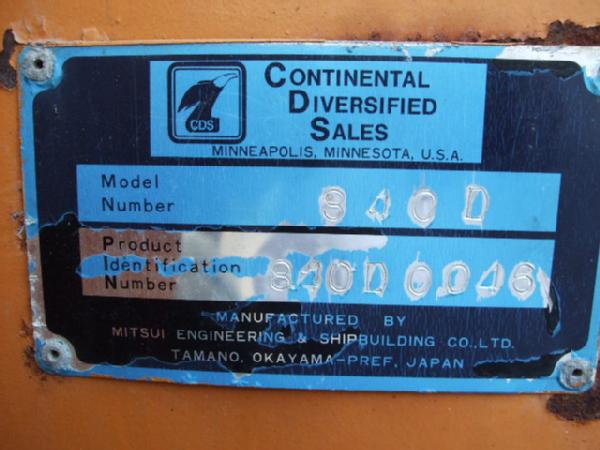 CDS
CONTINENTAL
DIVERSIFIED
SALES
MINNEAPOLIS, MINNESOTA, U.S.A.
Model
Number 840D
Product
Identification
Number 840D0046
MANUFACTURED BY
MITSUI ENGINEERING & SHIPBUILDING CO.,LTD.
TAMANO, OKAYAMA-PREF, JAPAN